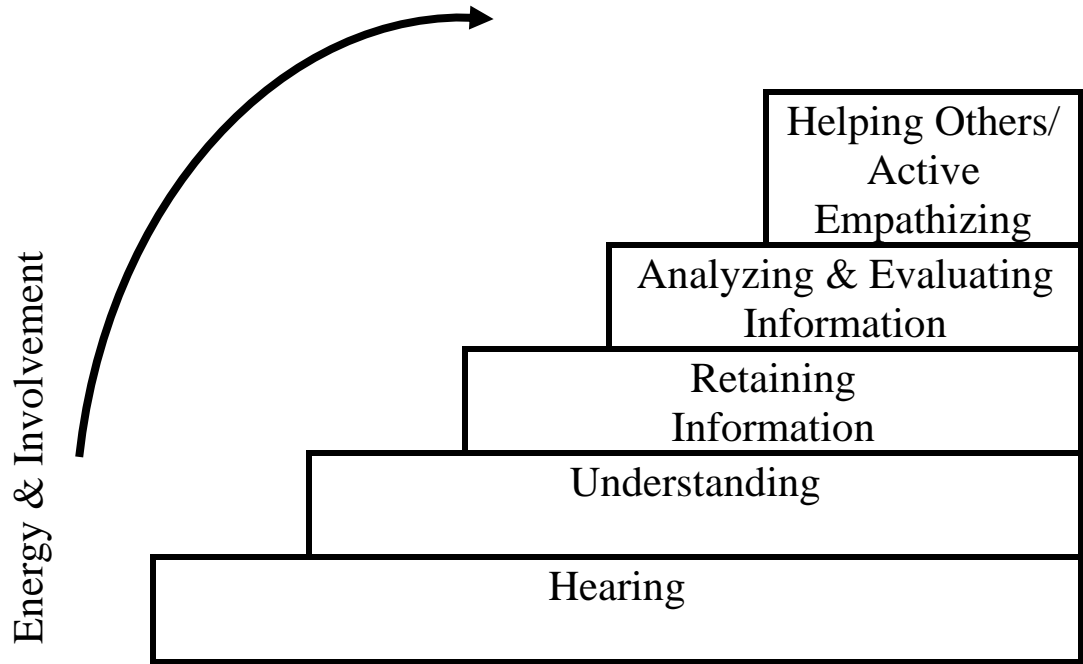 Helping Others/
Active
Empathizing
Analyzing & Evaluating
Information
Retaining
Information
Understanding
Hearing
Energy & Involvement